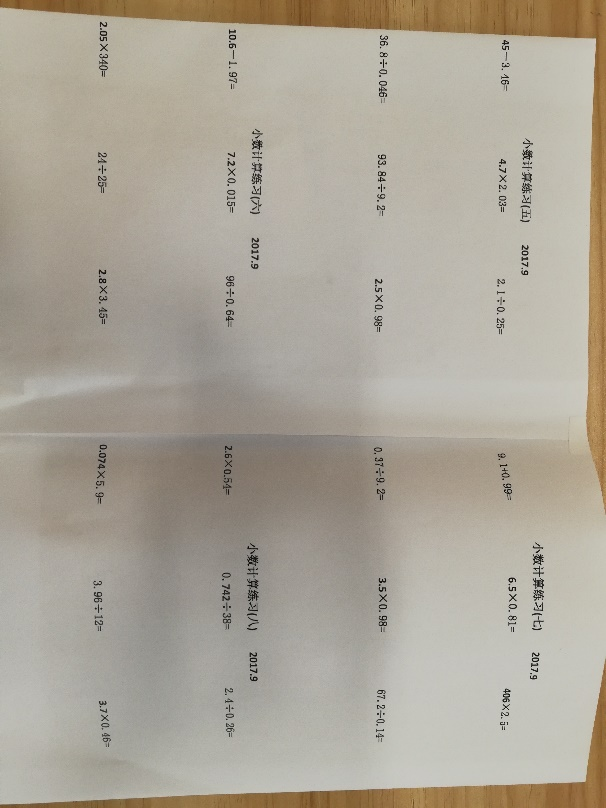 小数计算练习(五) 2017.9
45－3.46= 4.7×2.03= 2.1÷0.25=
36.8÷0.046= 93.84÷9.2= 2.5×0.98=
小数计算练习(六) 2017.9
10.6－1.97= 7.2×0.015= 96÷0.64=
2.05×340= 24÷25= 2.8×3.45=
小数计算练习(七) 2017.9
9.1+0.99= 6.5×0.81= 406×2.5=
0.37÷9.2= 3.5×0.98= 67.2÷0.14=
小数计算练习(八) 2017.9
2.6×0.54= 0.742÷38= 2.4÷0.26=
0.074×5.9= 3.96÷12= 3.7×0.46=